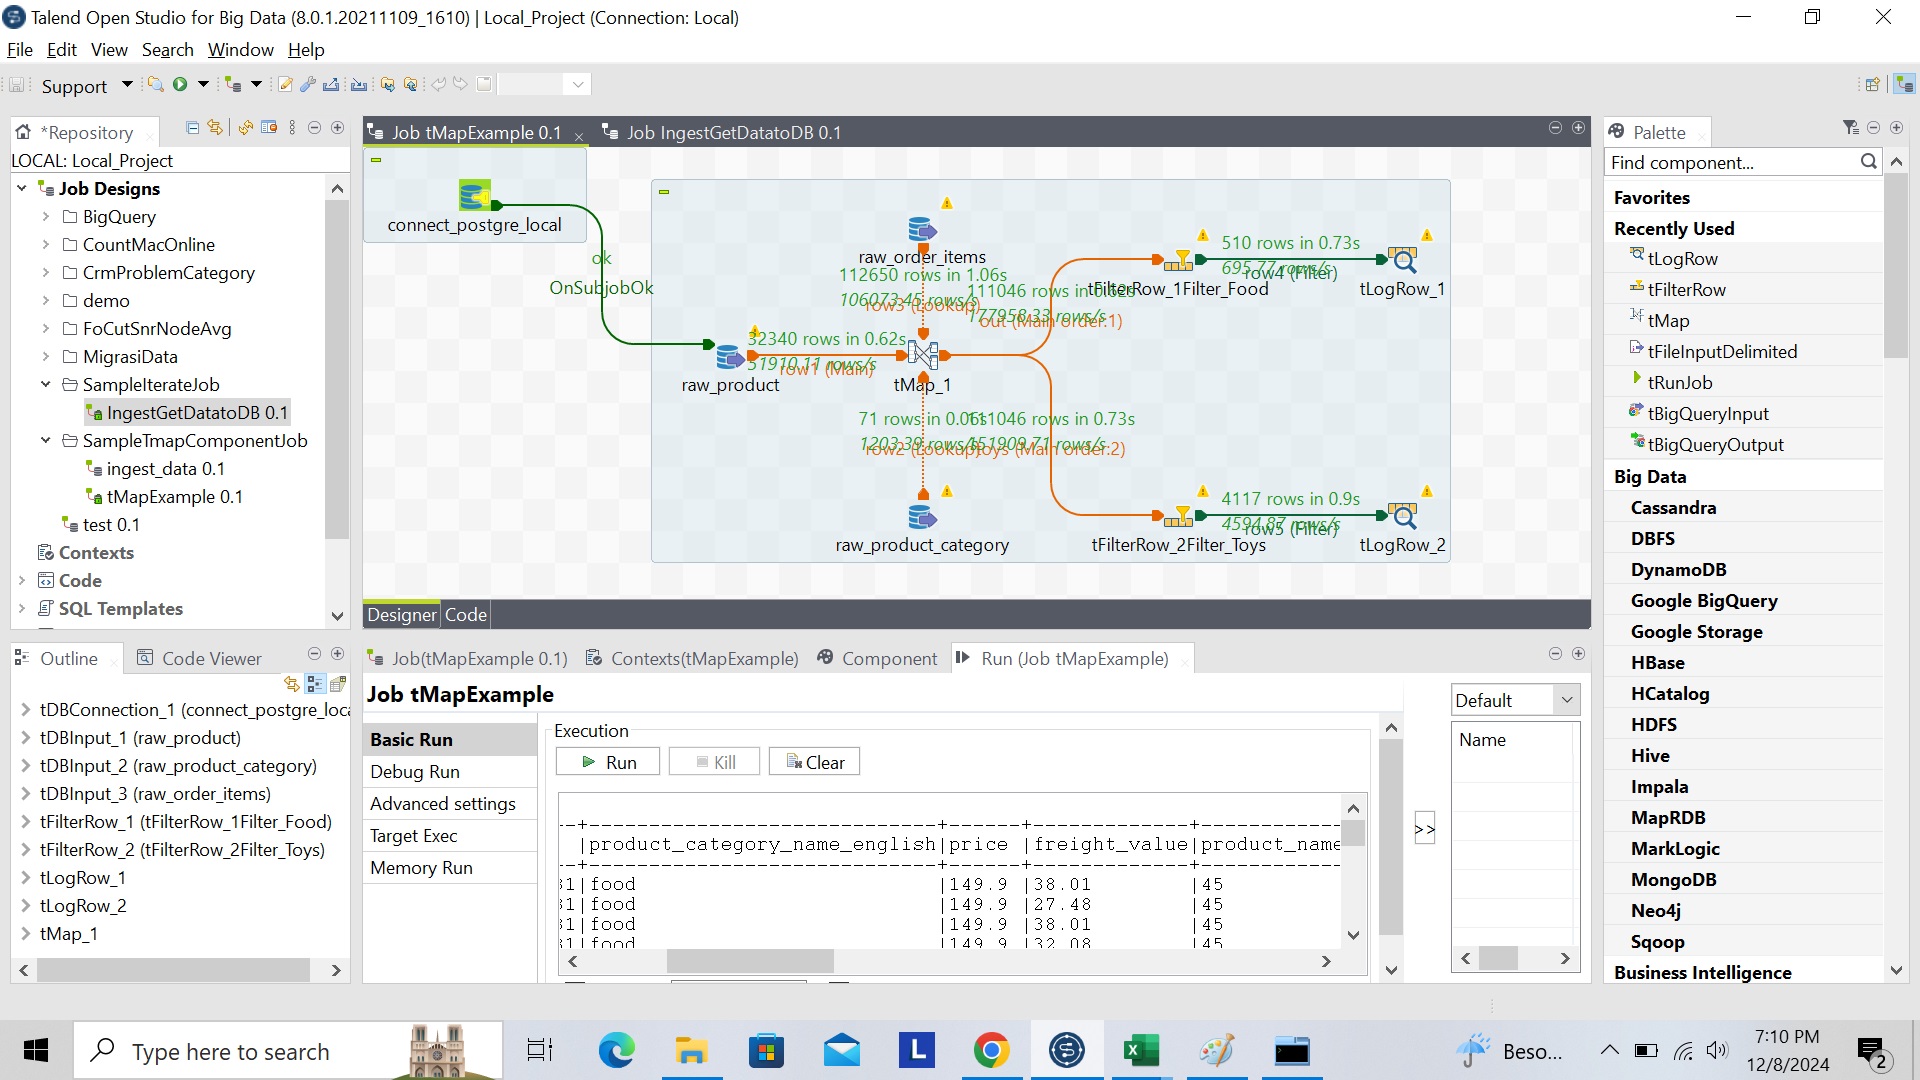 Talend Open Studio for Big Data (8.0.1.20211109_1610) | Local_Project (Connection: Local)
File Edit View Search Window Help
Support
*Repository
LOCAL: Local_Project
Job Designs
BigQuery
CountMacOnline
CrmProblemCategory
demo
FoCutSnrNodeAvg
MigrasiData
SampleIterateJob
IngestGetDatatoDB 0.1
SampleTmapComponentJob
ingest_data 0.1
tMapExample 0.1
test 0.1
Contexts
Code
SQL Templates
Outline
Code Viewer
tDBConnection_1 (connect_postgre_loca
tDBInput_1 (raw_product)
tDBInput_2 (raw_product_category)
tDBInput_3 (raw_order_items)
tFilterRow_1 (tFilterRow_1Filter_Food)
tFilterRow_2 (tFilterRow_2Filter_Toys)
tLogRow_1
tLogRow_2
tMap_1
Job tMapExample 0.1
Job IngestGetDatatoDB 0.1
connect_postgre_local
ok
OnSubjobOk
raw_order_items
112650 rows in 1.06s
106073.45 rows/s
row3 (Lookup)
111046 rows in 0.62s
177958.33 rows/s
out (Main order:1)
tFilterRow_1Filter_Food
510 rows in 0.73s
695.77 rows/s
row4 (Filter)
tLogRow_1
32340 rows in 0.62s
51910.11 rows/s
row1 (Main)
raw_product
tMap_1
71 rows in 0.06s
1203.39 rows/s
row2 (Lookup)
111046 rows in 0.73s
151909.71 rows/s
toys (Main order:2)
raw_product_category
tFilterRow_2Filter_Toys
4117 rows in 0.9s
4594.87 rows/s
row5 (Filter)
tLogRow_2
Designer
Code
Job(tMapExample 0.1)
Contexts(tMapExample)
Component
Run (Job tMapExample)
Job tMapExample
Basic Run
Debug Run
Advanced settings
Target Exec
Memory Run
Execution
Run
Kill
Clear
--+-----------------------------+------+-------------+------------
|product_category_name_english|price |freight_value|product_name
--+-----------------------------+------+-------------+------------
31|food |149.9 |38.01 |45
31|food |149.9 |27.48 |45
31|food |149.9 |38.01 |45
31|food |149.9 |32.08 |45
>>
Default
Name
Palette
Find component...
Favorites
Recently Used
tLogRow
tFilterRow
tMap
tFileInputDelimited
tRunJob
tBigQueryInput
tBigQueryOutput
Big Data
Cassandra
DBFS
DynamoDB
Google BigQuery
Google Storage
HBase
HCatalog
HDFS
Hive
Impala
MapRDB
MarkLogic
MongoDB
Neo4j
Sqoop
Business Intelligence
Type here to search
L
Beso...
7:10 PM
12/8/2024
2